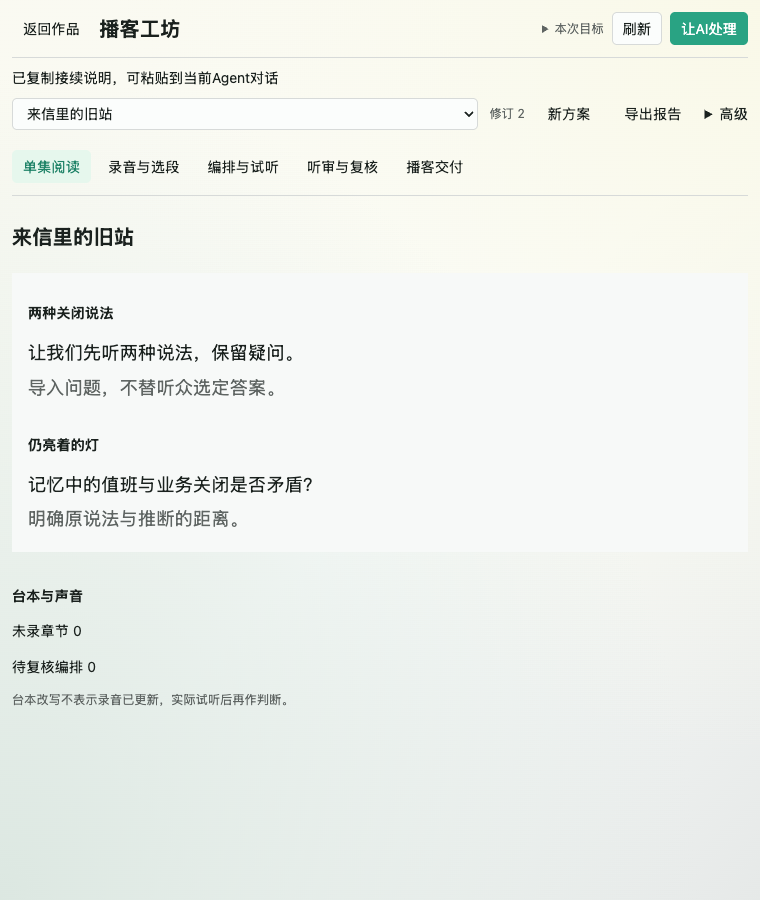 返回作品 播客工坊 ▶ 本次目标 刷新 让AI处理
已复制接续说明，可粘贴到当前Agent对话
来信里的旧站 修订 2 新方案 导出报告 ▶ 高级
单集阅读 录音与选段 编排与试听 听审与复核 播客交付
来信里的旧站
两种关闭说法
让我们先听两种说法，保留疑问。
导入问题，不替听众选定答案。
仍亮着的灯
记忆中的值班与业务关闭是否矛盾?
明确原说法与推断的距离。
台本与声音
未录章节 0
待复核编排 0
台本改写不表示录音已更新，实际试听后再作判断。